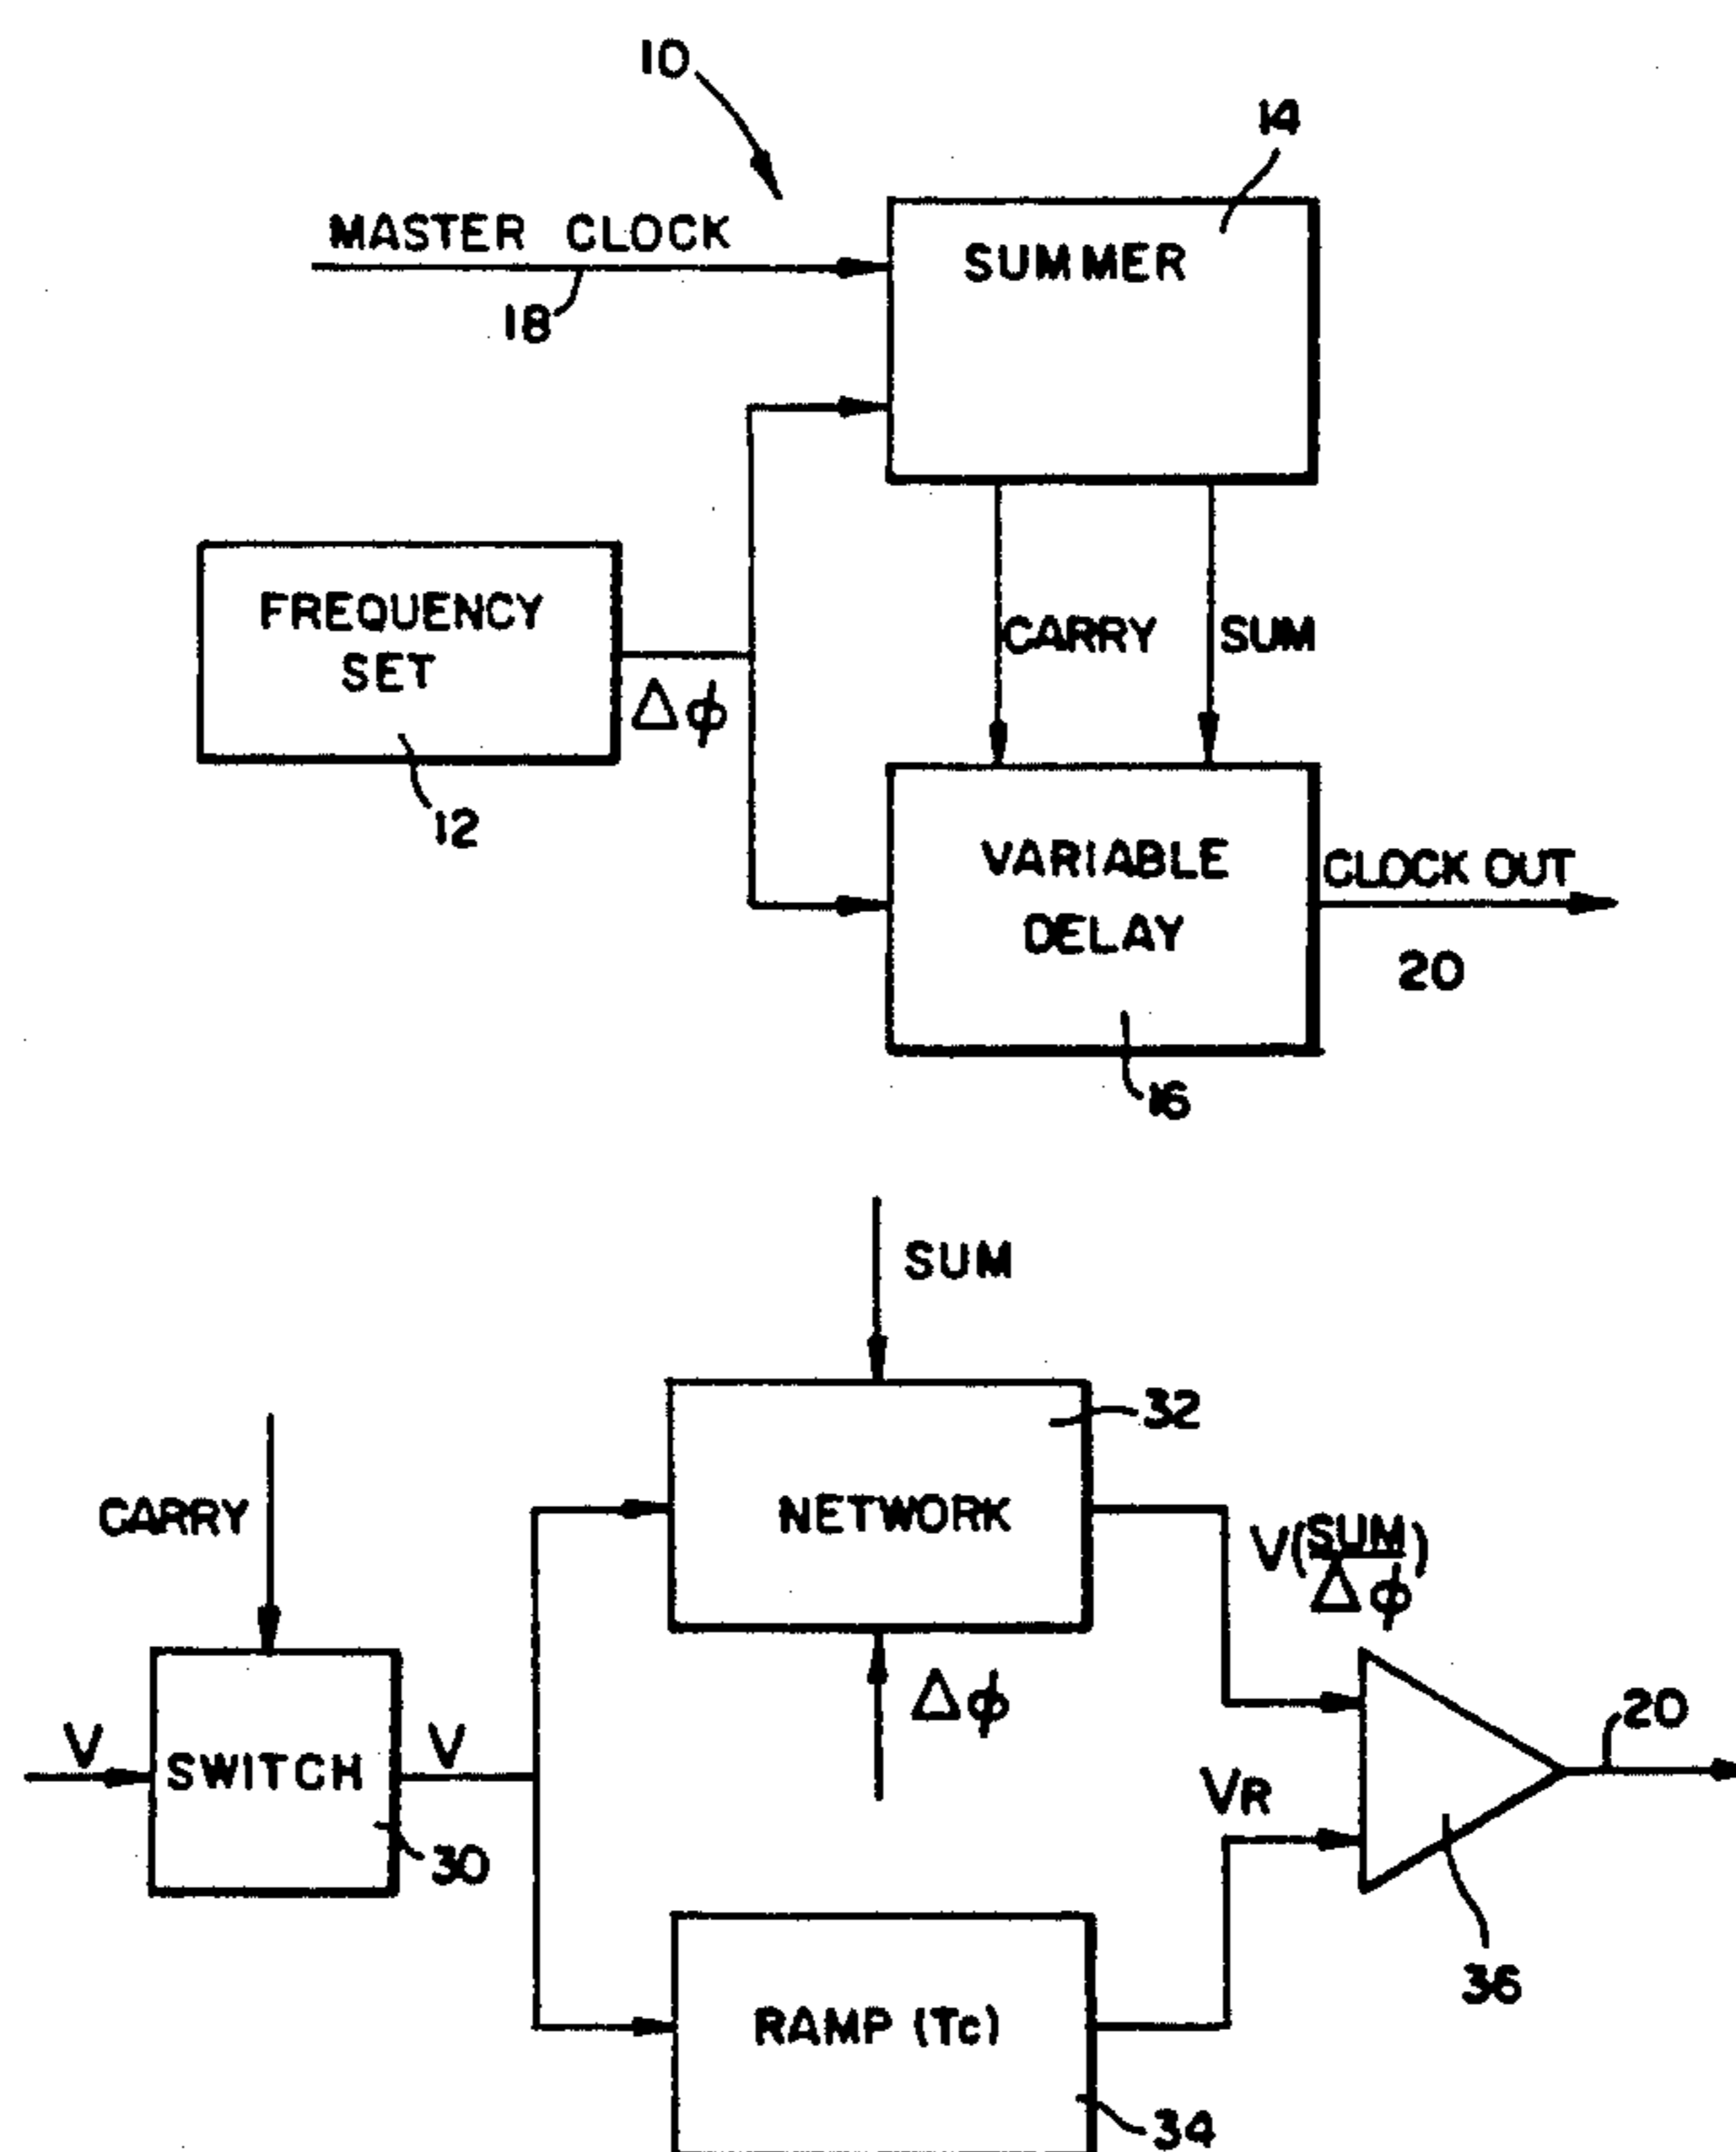 10
14
MASTER CLOCK
SUMMER
18
FREQUENCY
SET
Δϕ
12
CARRY
SUM
VARIABLE
DELAY
CLOCK OUT
20
16
SUM
32
CARRY
NETWORK
V(SUM/Δϕ)
Δϕ
V
SWITCH
V
20
VR
30
36
RAMP (Tc)
34